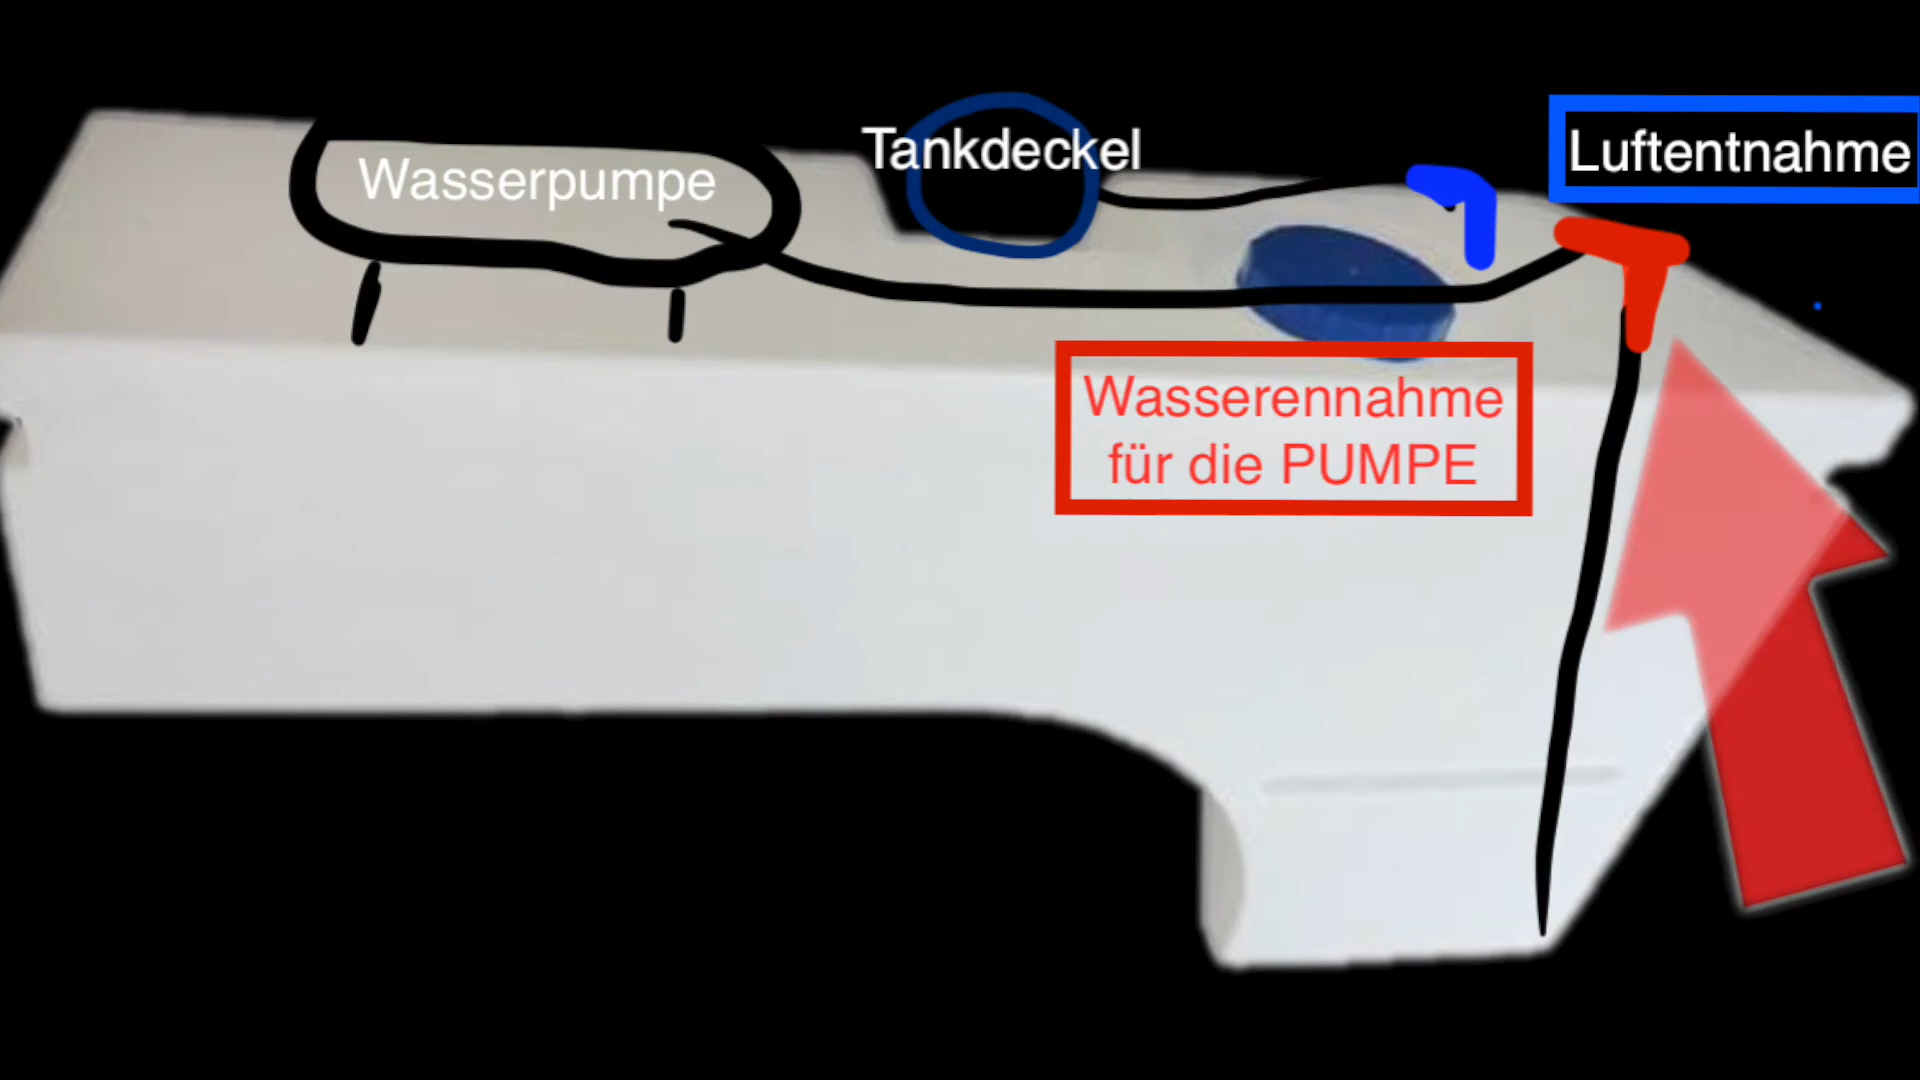 Tankdeckel
Luftentnahme
Wasserpumpe
Wasserennahme
für die PUMPE